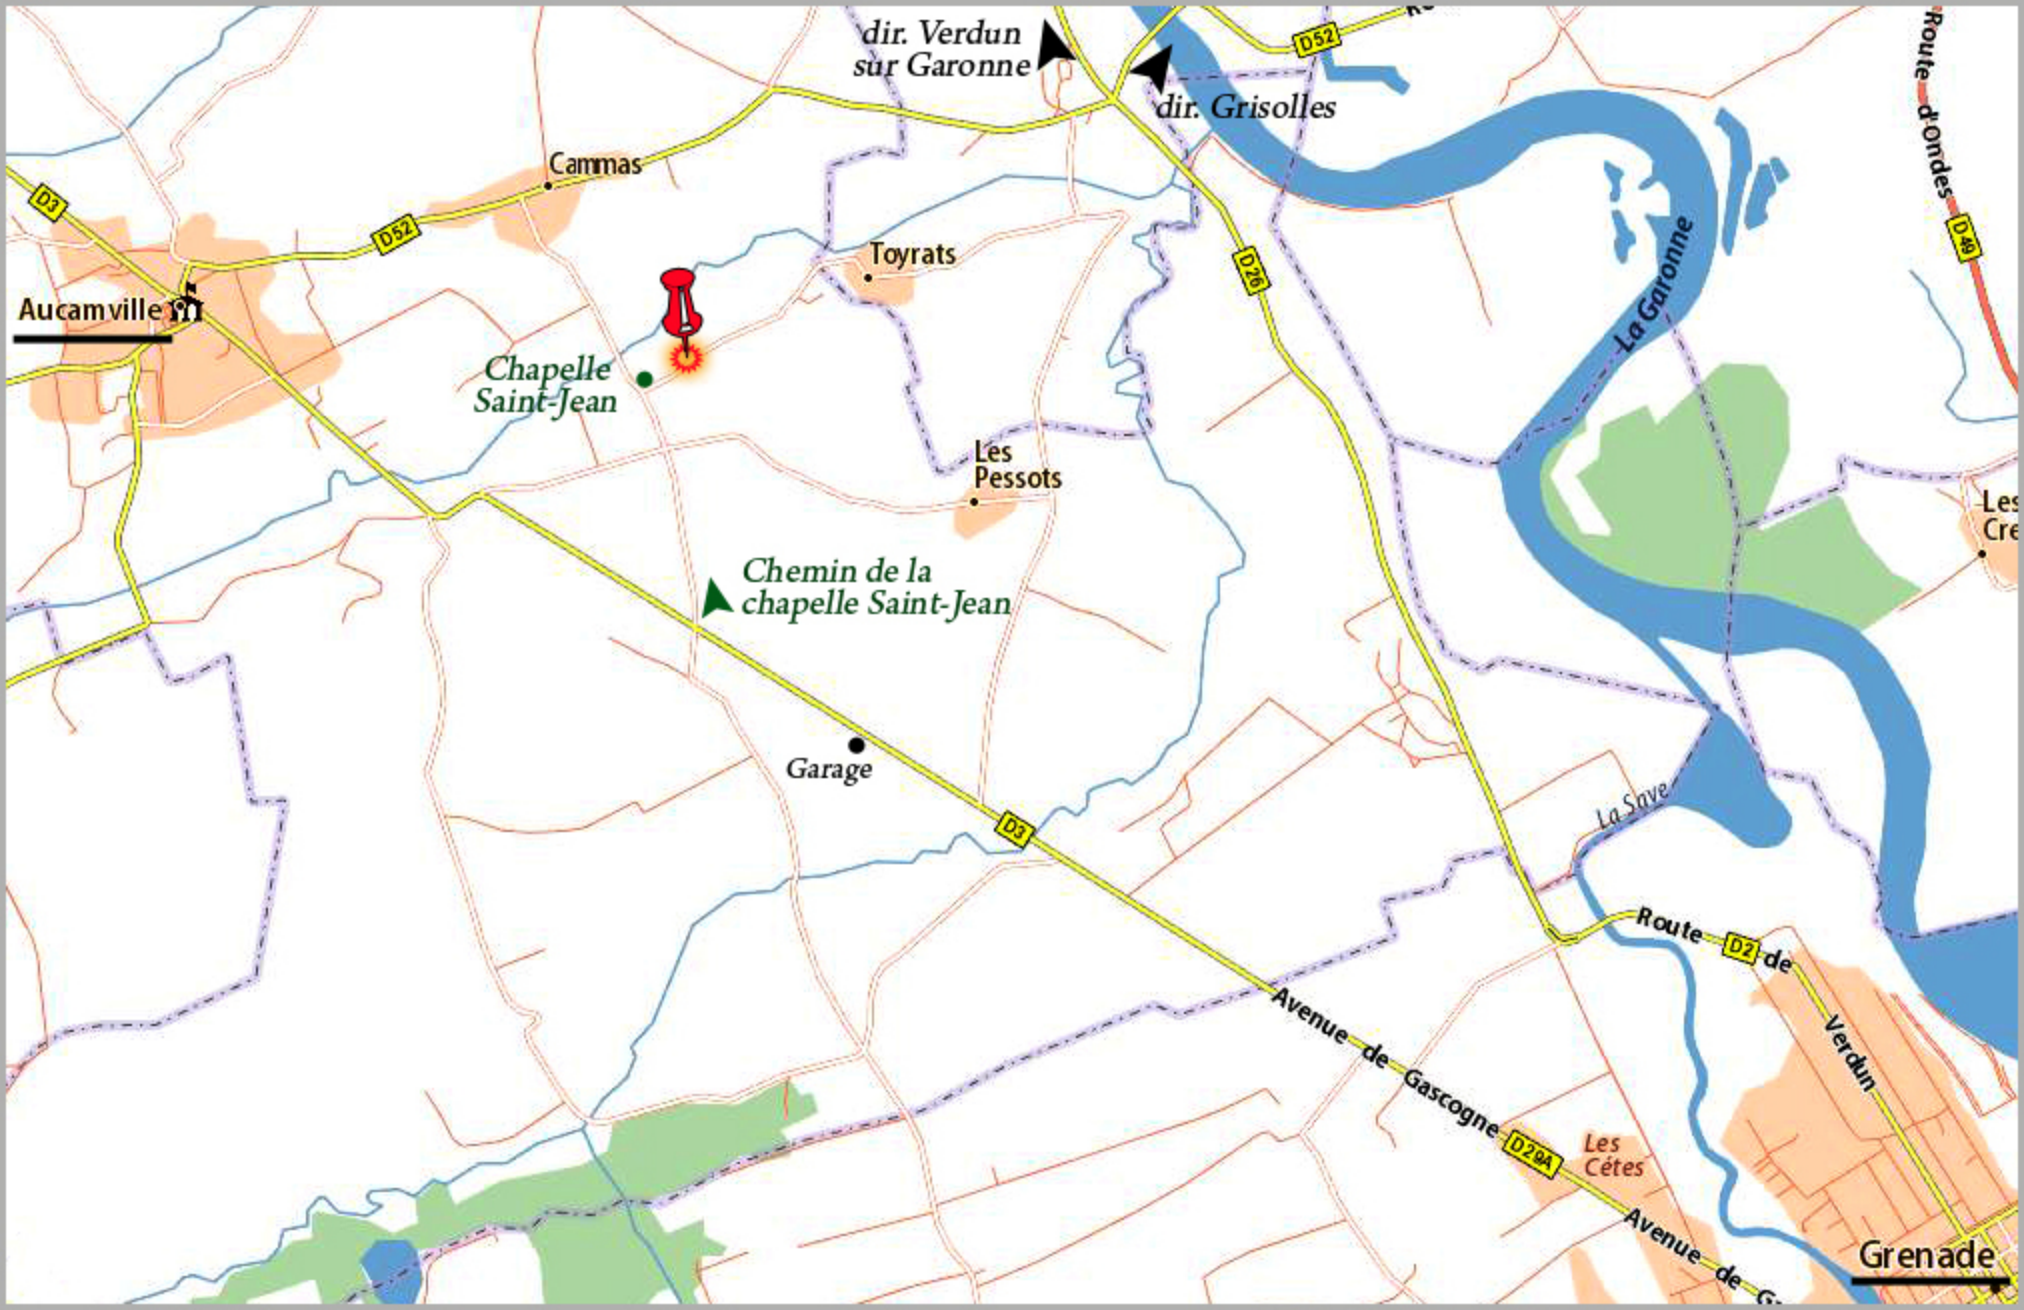 dir. Verdun
sur Garonne
D52
dir. Grisolles
Route d'Ondes
Cammas
D3
D52
Toyrats
D26
La Garonne
D49
Aucamville
Chapelle
Saint-Jean
Les
Pessots
Les
Cre
Chemin de la
chapelle Saint-Jean
Garage
La Save
D3
Route D2 de
Verdun
Avenue de Gascogne
D29A
Les
Cétes
Avenue de G
Grenade